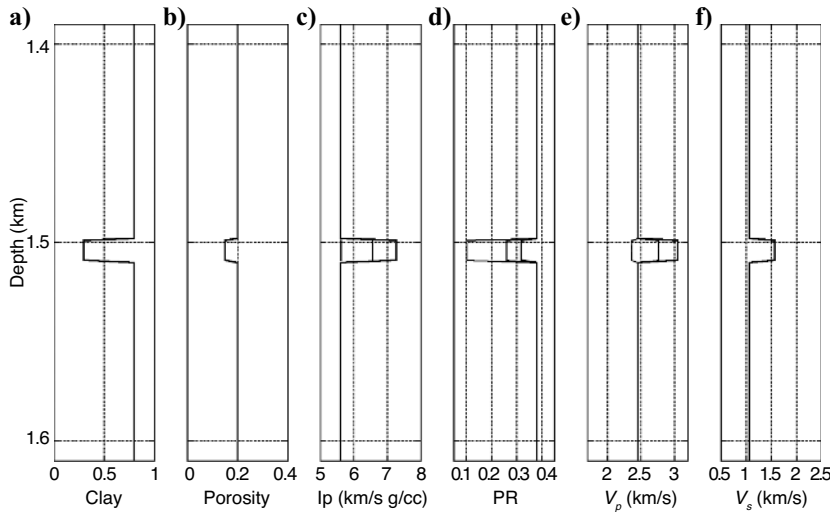 a) b) c) d) e) f)
1.4
1.5
1.6
Depth (km)
0 0.5 1
Clay
0 0.2 0.4
Porosity
5 6 7 8
Ip (km/s g/cc)
0.1 0.2 0.3 0.4
PR
2 2.5 3
Vp (km/s)
0.5 1 1.5 2 2.5
Vs (km/s)